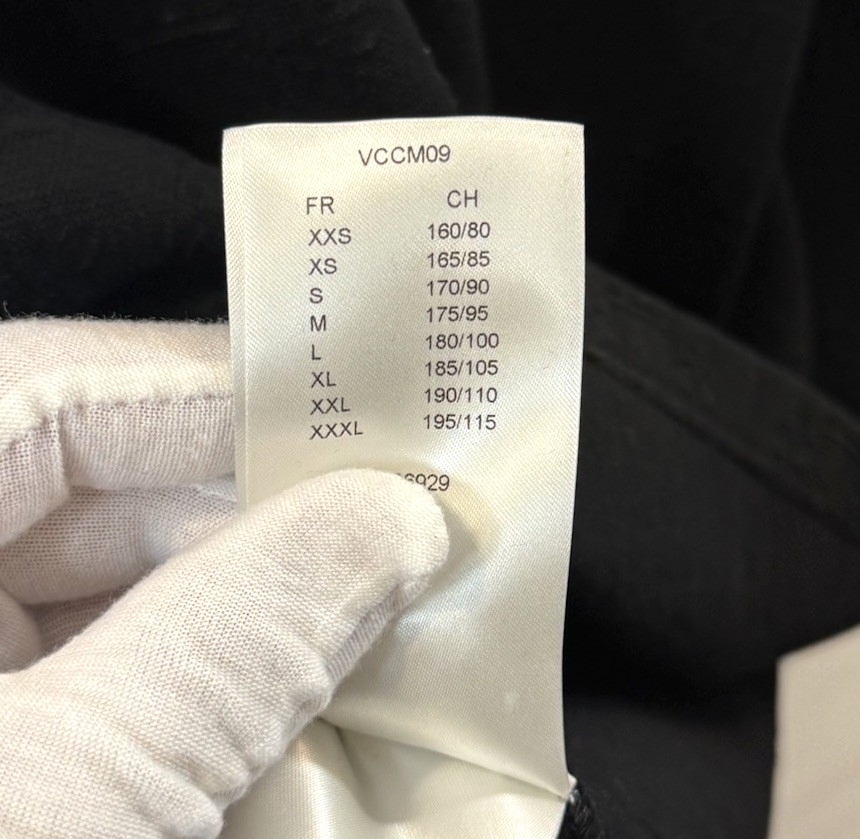 VCCM09
FR CH
XXS 160/80
XS 165/85
S 170/90
M 175/95
L 180/100
XL 185/105
XXL 190/110
XXXL 195/115
6929